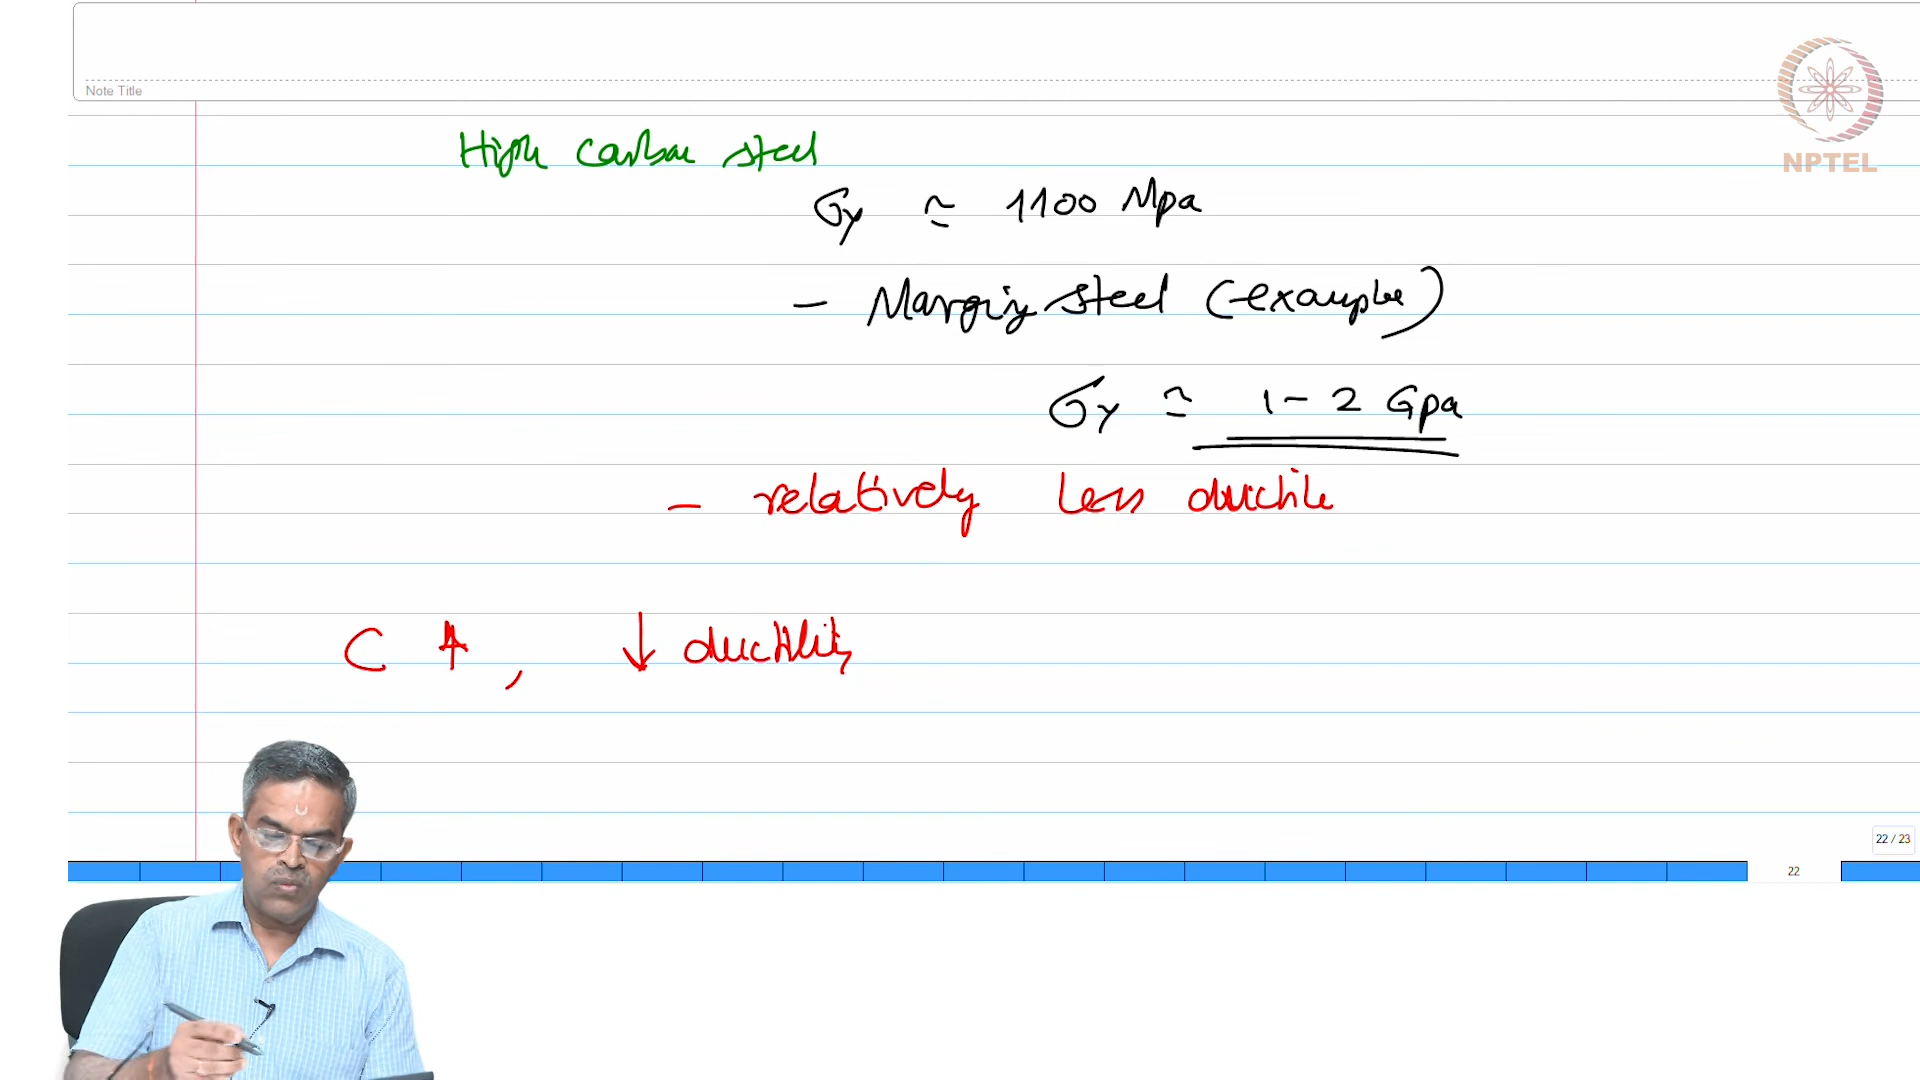 Note Title
NPTEL
High carbon steel
σy ≃ 1100 Mpa
- Marging steel (example)
σy ≃ 1-2 Gpa
- relatively less ductile
C ↑, ↓ ductility
22 / 23
22